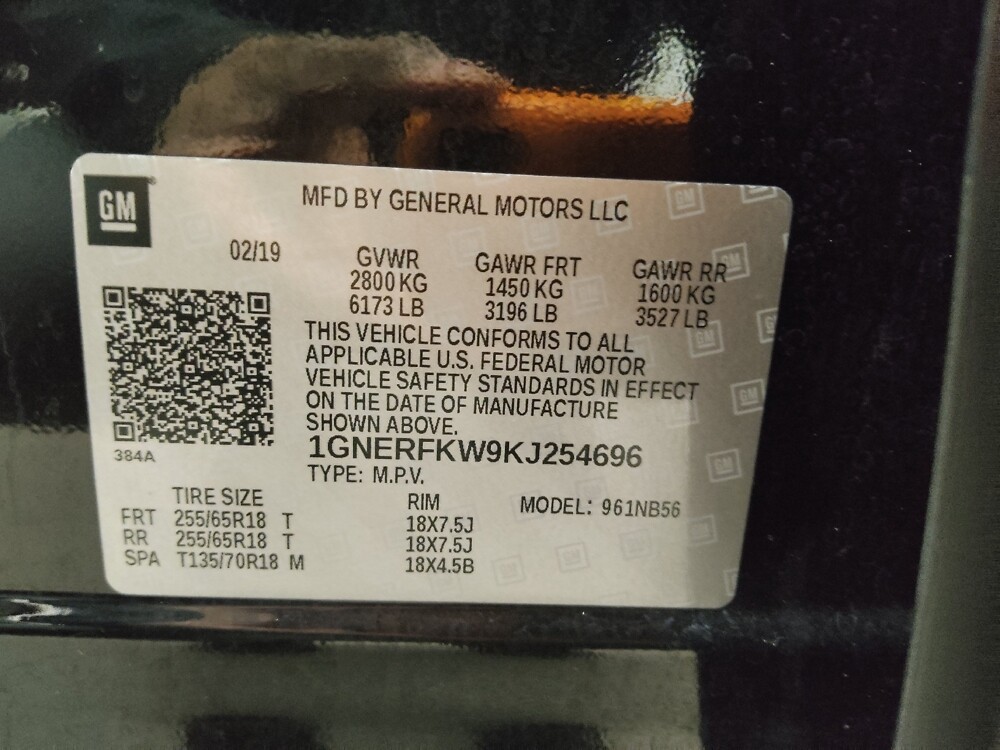 GM
MFD BY GENERAL MOTORS LLC
02/19 GVWR GAWR FRT GAWR RR
2800 KG 1450 KG 1600 KG
6173 LB 3196 LB 3527 LB
THIS VEHICLE CONFORMS TO ALL
APPLICABLE U.S. FEDERAL MOTOR
VEHICLE SAFETY STANDARDS IN EFFECT
ON THE DATE OF MANUFACTURE
SHOWN ABOVE.
384A
1GNERFKW9KJ254696
TYPE: M.P.V.
TIRE SIZE RIM MODEL: 961NB56
FRT 255/65R18 T 18X7.5J
RR 255/65R18 T 18X7.5J
SPA T135/70R18 M 18X4.5B